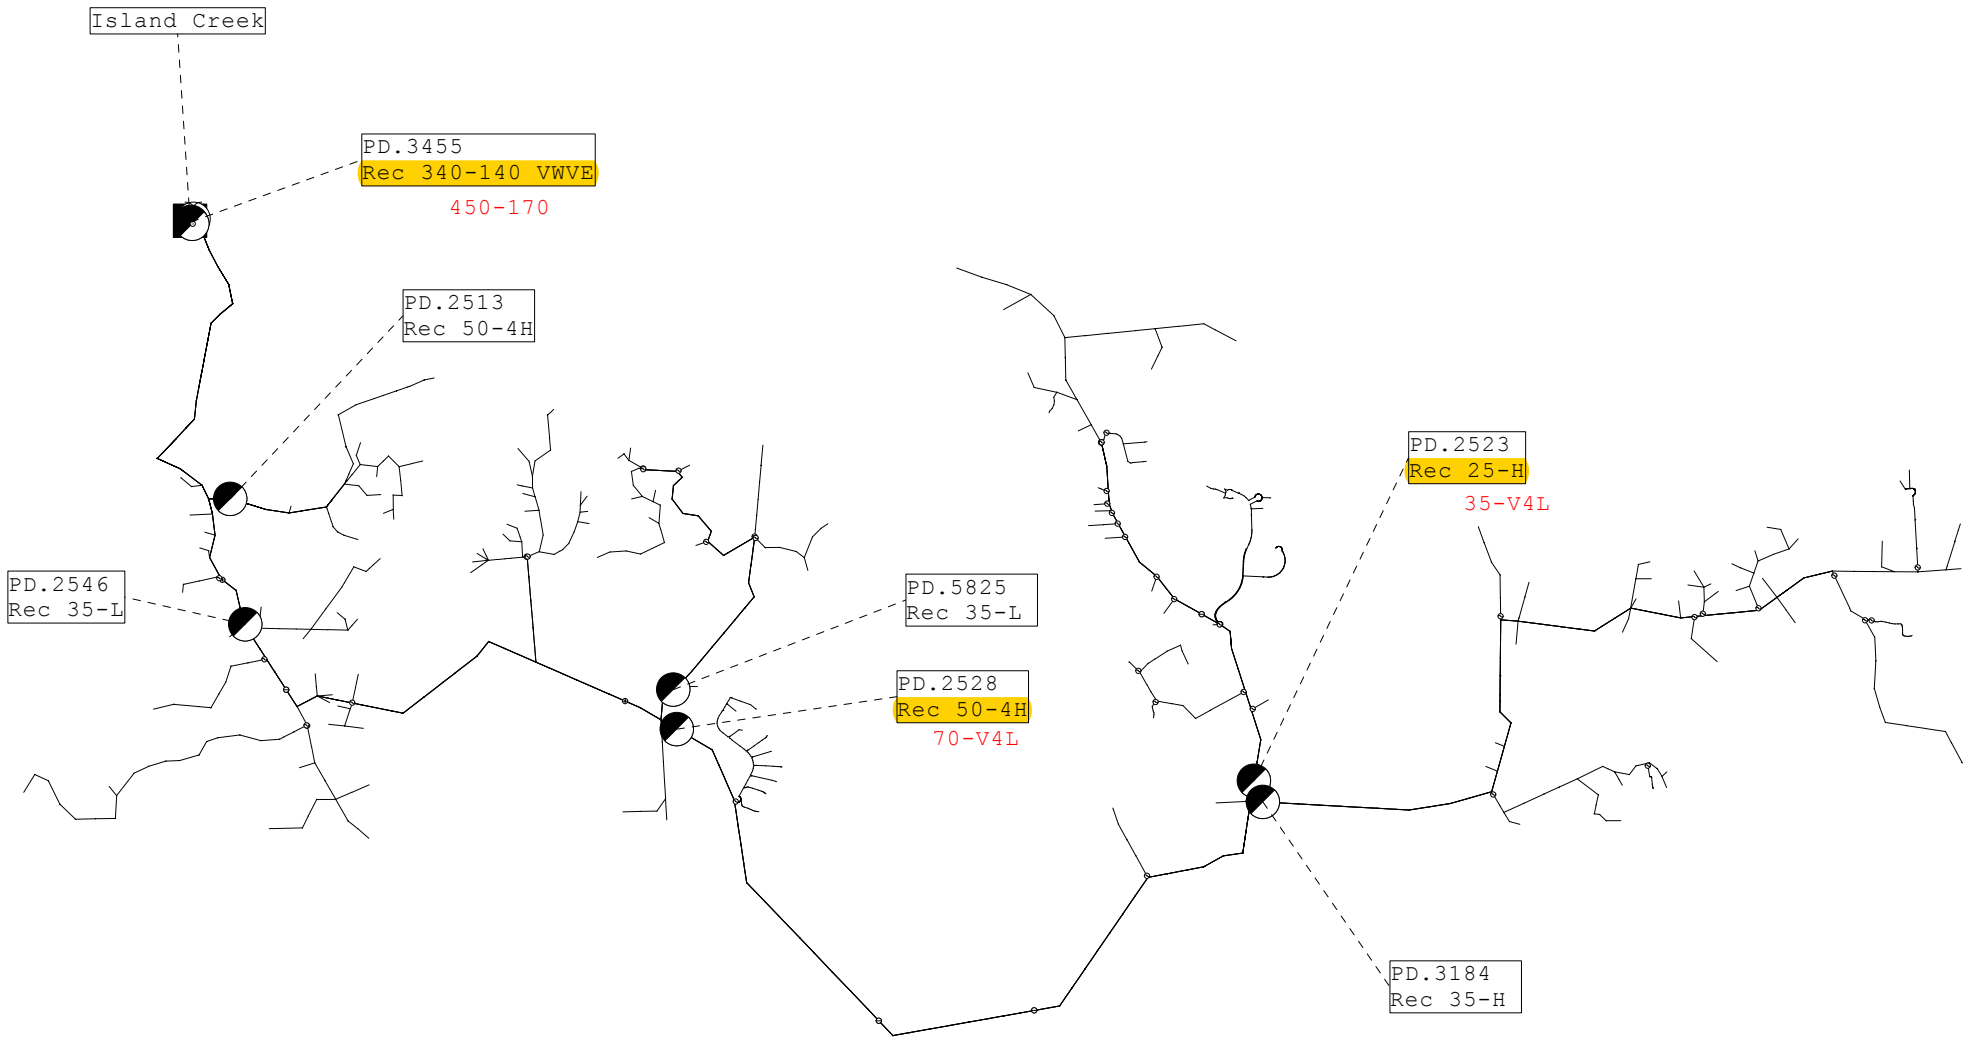 Island Creek
PD.3455
Rec 340-140 VWVE
450-170
PD.2513
Rec 50-4H
PD.2523
Rec 25-H
35-V4L
PD.2546
Rec 35-L
PD.5825
Rec 35-L
PD.2528
Rec 50-4H
70-V4L
PD.3184
Rec 35-H